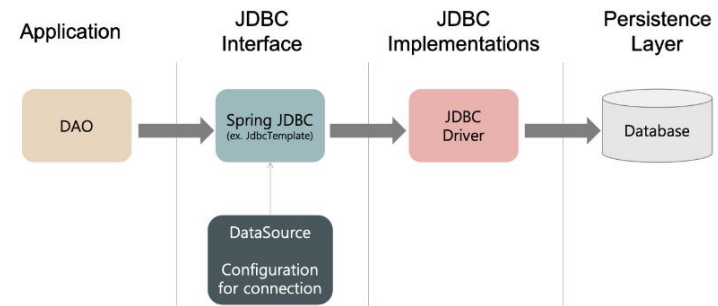 Application
JDBC
Interface
JDBC
Implementations
Persistence
Layer
DAO
Spring JDBC
(ex. JdbcTemplate)
JDBC
Driver
Database
DataSource
Configuration
for connection